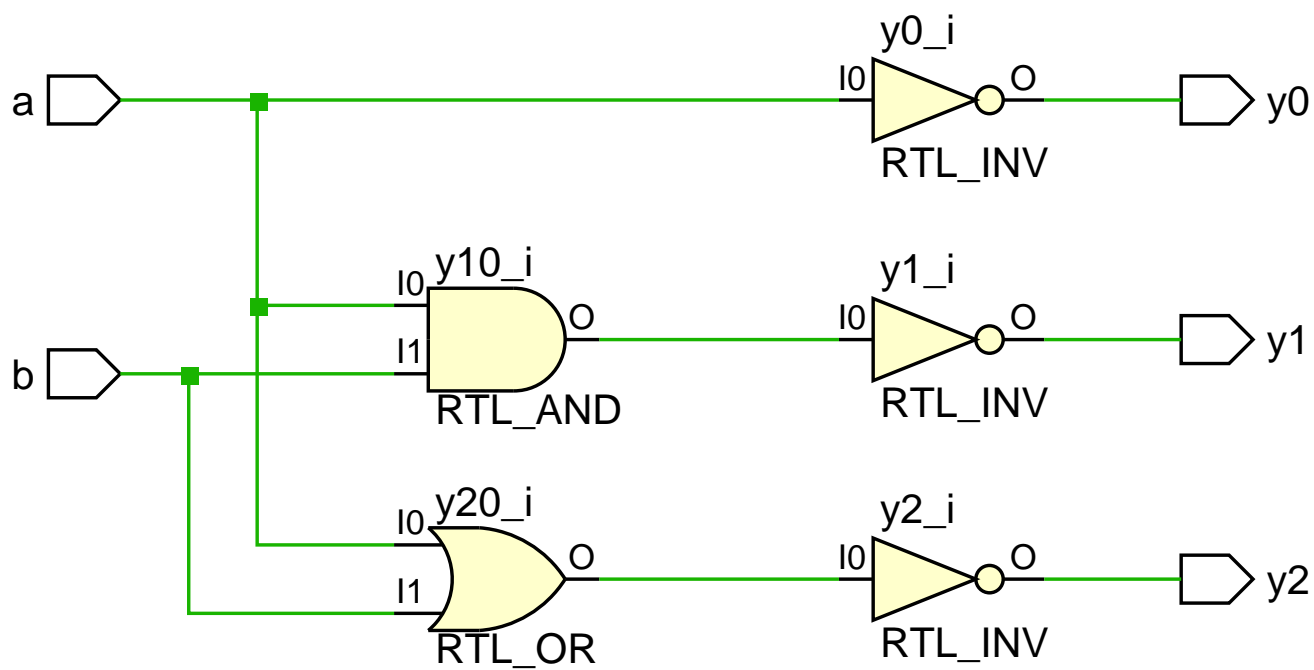 y0_i
a
I0
O
y0
RTL_INV
y10_i
y1_i
I0
O
I0
O
y1
b
I1
RTL_AND
RTL_INV
y20_i
y2_i
I0
O
I0
O
y2
I1
RTL_OR
RTL_INV